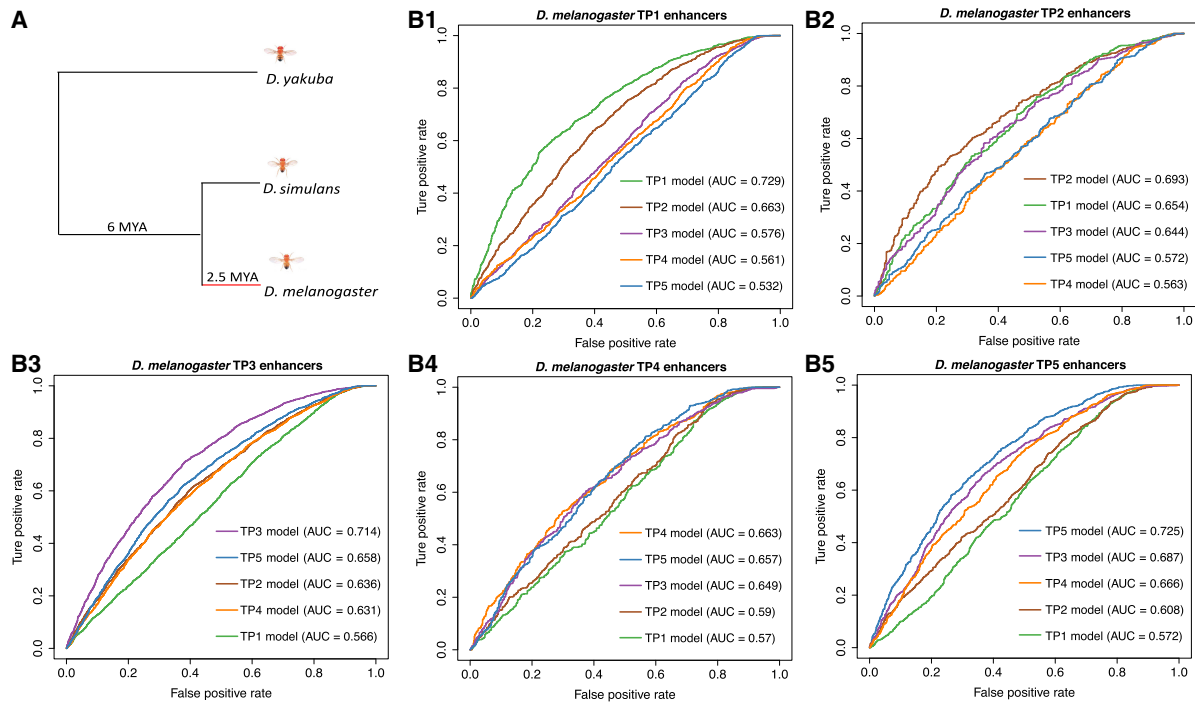 A
D. yakuba
D. simulans
6 MYA
2.5 MYA
D. melanogaster
B1
D. melanogaster TP1 enhancers
Ture positive rate
1.0
0.8
0.6
0.4
0.2
0.0
TP1 model (AUC = 0.729)
TP2 model (AUC = 0.663)
TP3 model (AUC = 0.576)
TP4 model (AUC = 0.561)
TP5 model (AUC = 0.532)
0.0 0.2 0.4 0.6 0.8 1.0
False positive rate
B2
D. melanogaster TP2 enhancers
Ture positive rate
1.0
0.8
0.6
0.4
0.2
0.0
TP2 model (AUC = 0.693)
TP1 model (AUC = 0.654)
TP3 model (AUC = 0.644)
TP5 model (AUC = 0.572)
TP4 model (AUC = 0.563)
0.0 0.2 0.4 0.6 0.8 1.0
False positive rate
B3
D. melanogaster TP3 enhancers
Ture positive rate
1.0
0.8
0.6
0.4
0.2
0.0
TP3 model (AUC = 0.714)
TP5 model (AUC = 0.658)
TP2 model (AUC = 0.636)
TP4 model (AUC = 0.631)
TP1 model (AUC = 0.566)
0.0 0.2 0.4 0.6 0.8 1.0
False positive rate
B4
D. melanogaster TP4 enhancers
Ture positive rate
1.0
0.8
0.6
0.4
0.2
0.0
TP4 model (AUC = 0.663)
TP5 model (AUC = 0.657)
TP3 model (AUC = 0.649)
TP2 model (AUC = 0.59)
TP1 model (AUC = 0.57)
0.0 0.2 0.4 0.6 0.8 1.0
False positive rate
B5
D. melanogaster TP5 enhancers
Ture positive rate
1.0
0.8
0.6
0.4
0.2
0.0
TP5 model (AUC = 0.725)
TP3 model (AUC = 0.687)
TP4 model (AUC = 0.666)
TP2 model (AUC = 0.608)
TP1 model (AUC = 0.572)
0.0 0.2 0.4 0.6 0.8 1.0
False positive rate